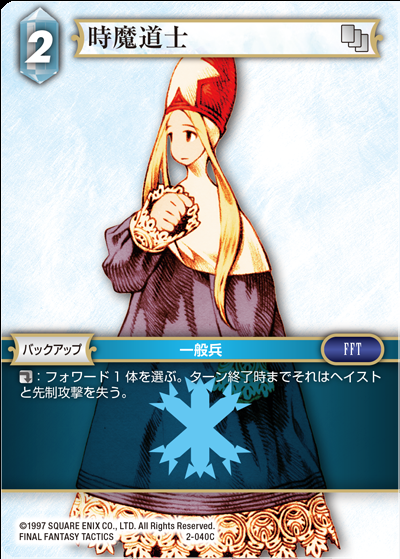 2
時魔道士
バックアップ
一般兵
FFT
:フォワード1体を選ぶ。ターン終了時までそれはヘイスト
と先制攻撃を失う。
©1997 SQUARE ENIX CO., LTD. All Rights Reserved.
FINAL FANTASY TACTICS 2-040C